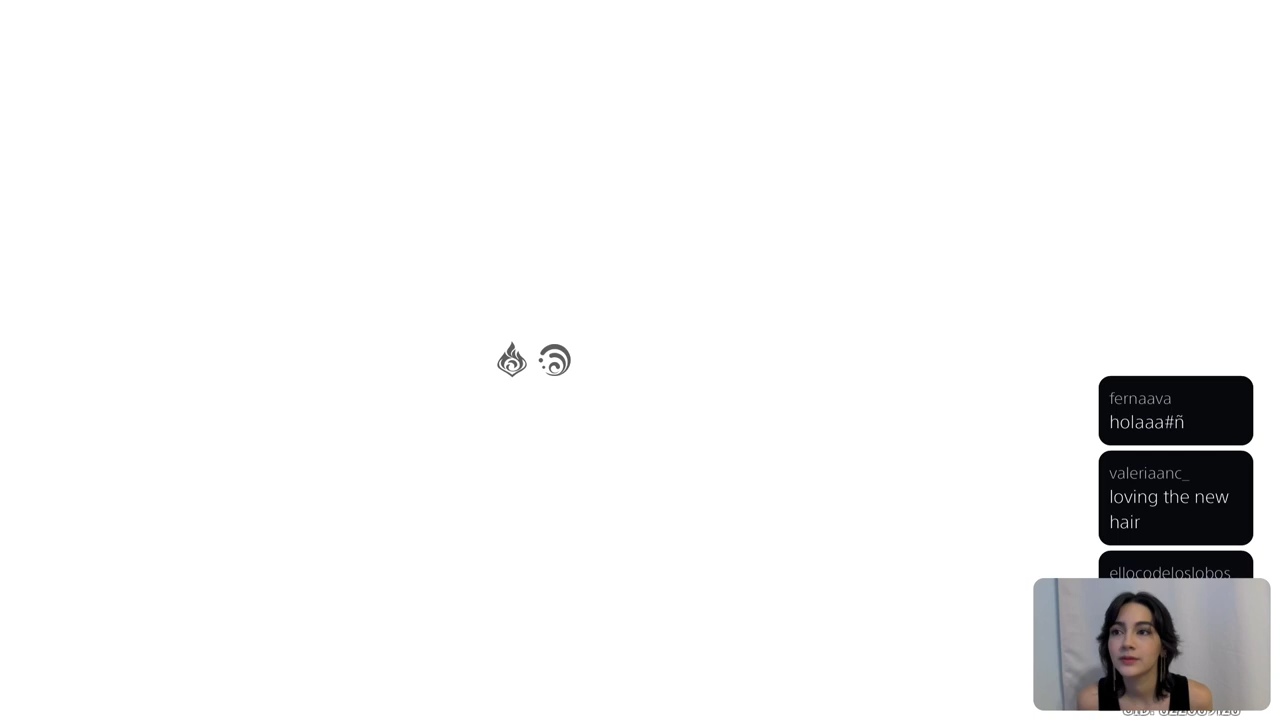 fernaava
holaaa#ñ
valeriaanc_
loving the new
hair
ellocodeloslobos